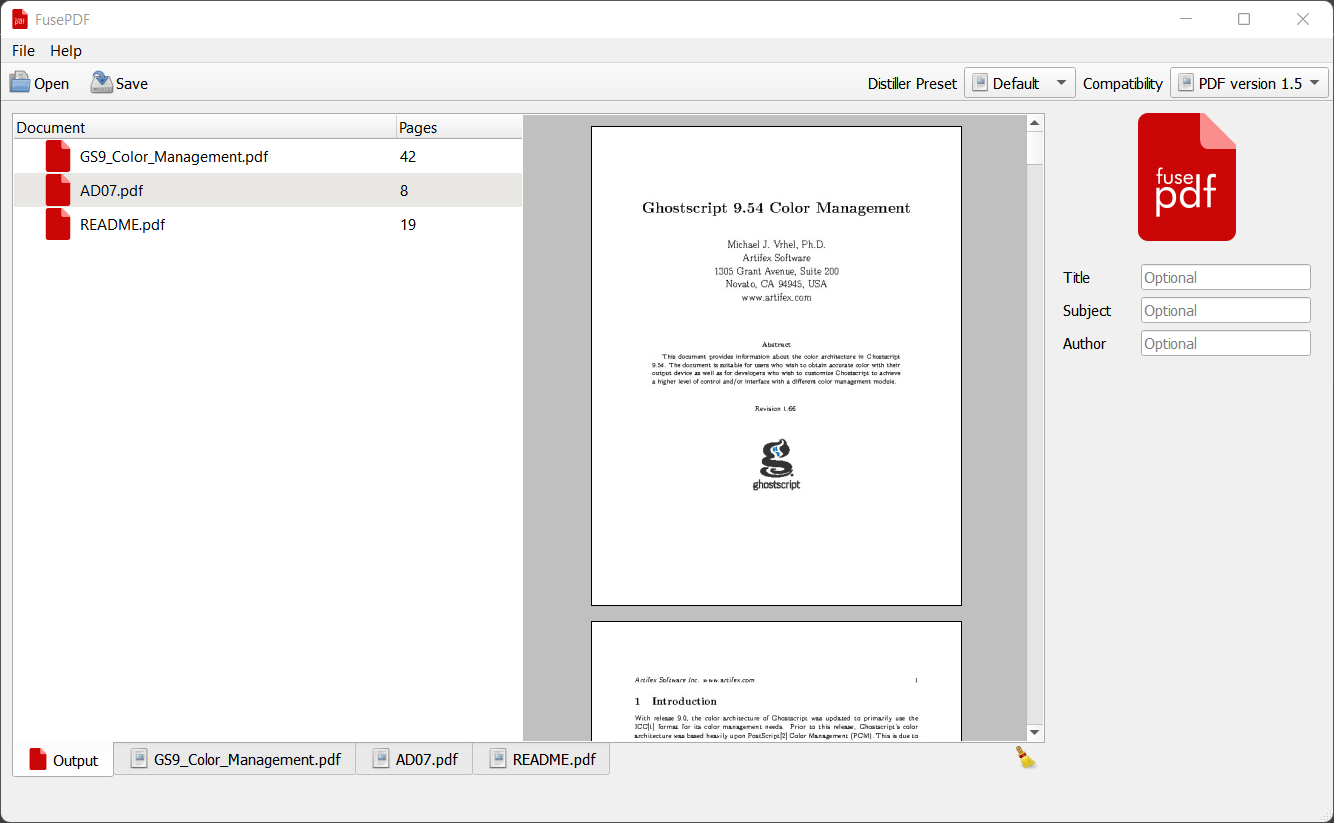 FusePDF
File Help
Open Save Distiller Preset Default Compatibility PDF version 1.5
Document Pages
GS9_Color_Management.pdf 42
AD07.pdf 8
README.pdf 19
Ghostscript 9.54 Color Management
Michael J. Vrhel, Ph.D.
Artifex Software
1305 Grant Avenue, Suite 200
Novato, CA 94945, USA
www.artifex.com
Abstract
This document provides information about the color architecture in Ghostscript
9.54. The document is suitable for users who wish to obtain accurate color with their
output device as well as for developers who wish to customize Ghostscript to achieve
a higher level of control and/or interface with a different color management module.
Revision 1.66
ghostscript
Artifex Software Inc. www.artifex.com 1
1 Introduction
With release 9.0, the color architecture of Ghostscript was updated to primarily use the
ICC[1] format for its color management needs. Prior to this release, Ghostscript's color
architecture was based heavily upon PostScript[2] Color Management (PCM). This is due to
fuse
pdf
Title Optional
Subject Optional
Author Optional
Output GS9_Color_Management.pdf AD07.pdf README.pdf